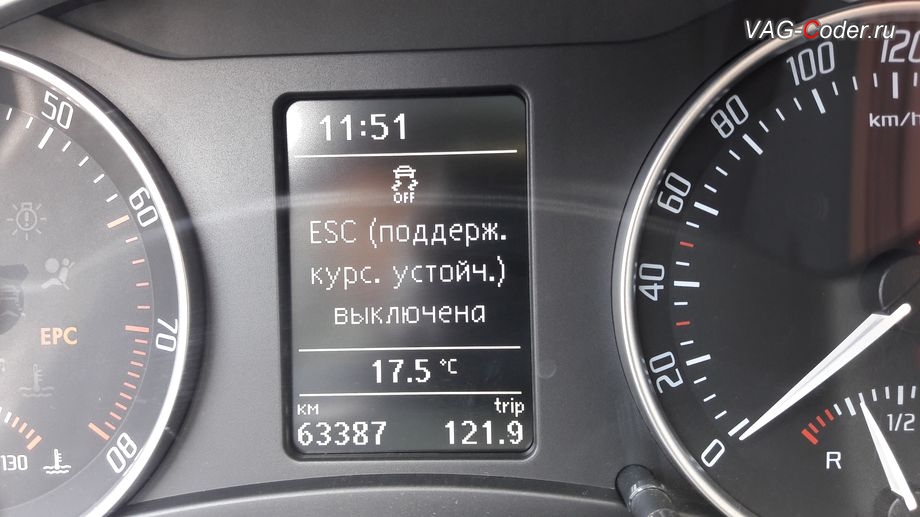 VAG-Coder.ru
50
60
70
80
EPC
130
11:51
OFF
ESC (поддерж.
курс. устойч.)
выключена
17.5 °C
км trip
63387 121.9
0
20
40
60
80
100
120
km/h
R
1/2